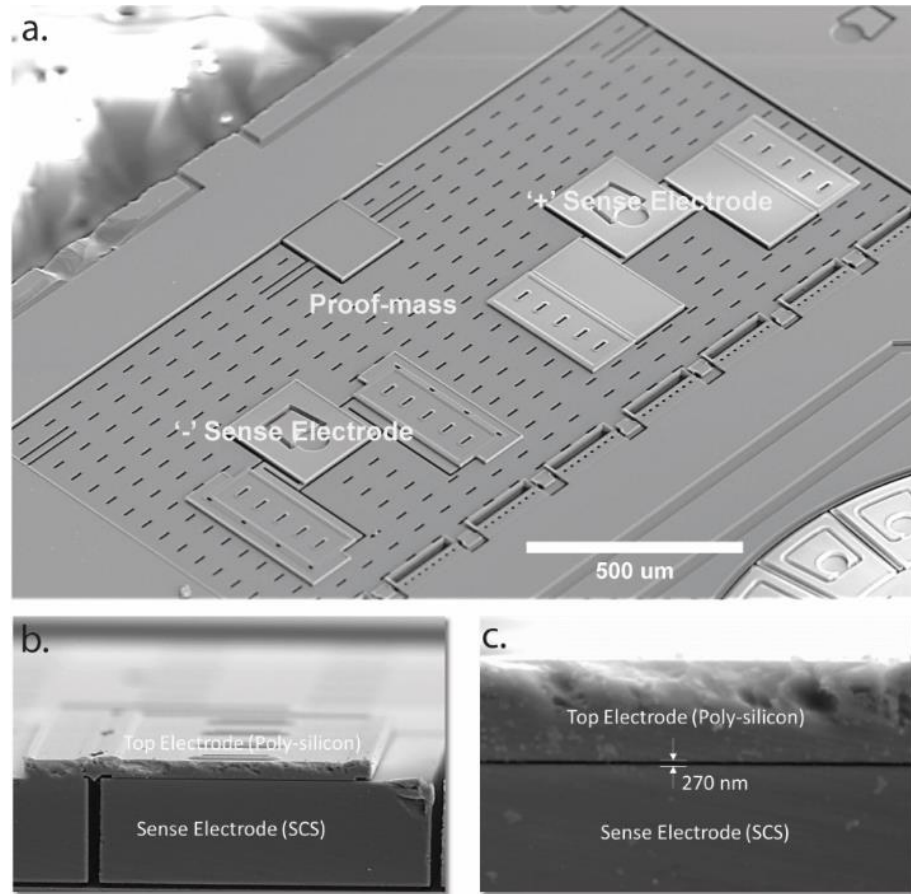 a.
'+' Sense Electrode
Proof-mass
'-' Sense Electrode
500 um
b.
Top Electrode (Poly-silicon)
Sense Electrode (SCS)
c.
Top Electrode (Poly-silicon)
270 nm
Sense Electrode (SCS)